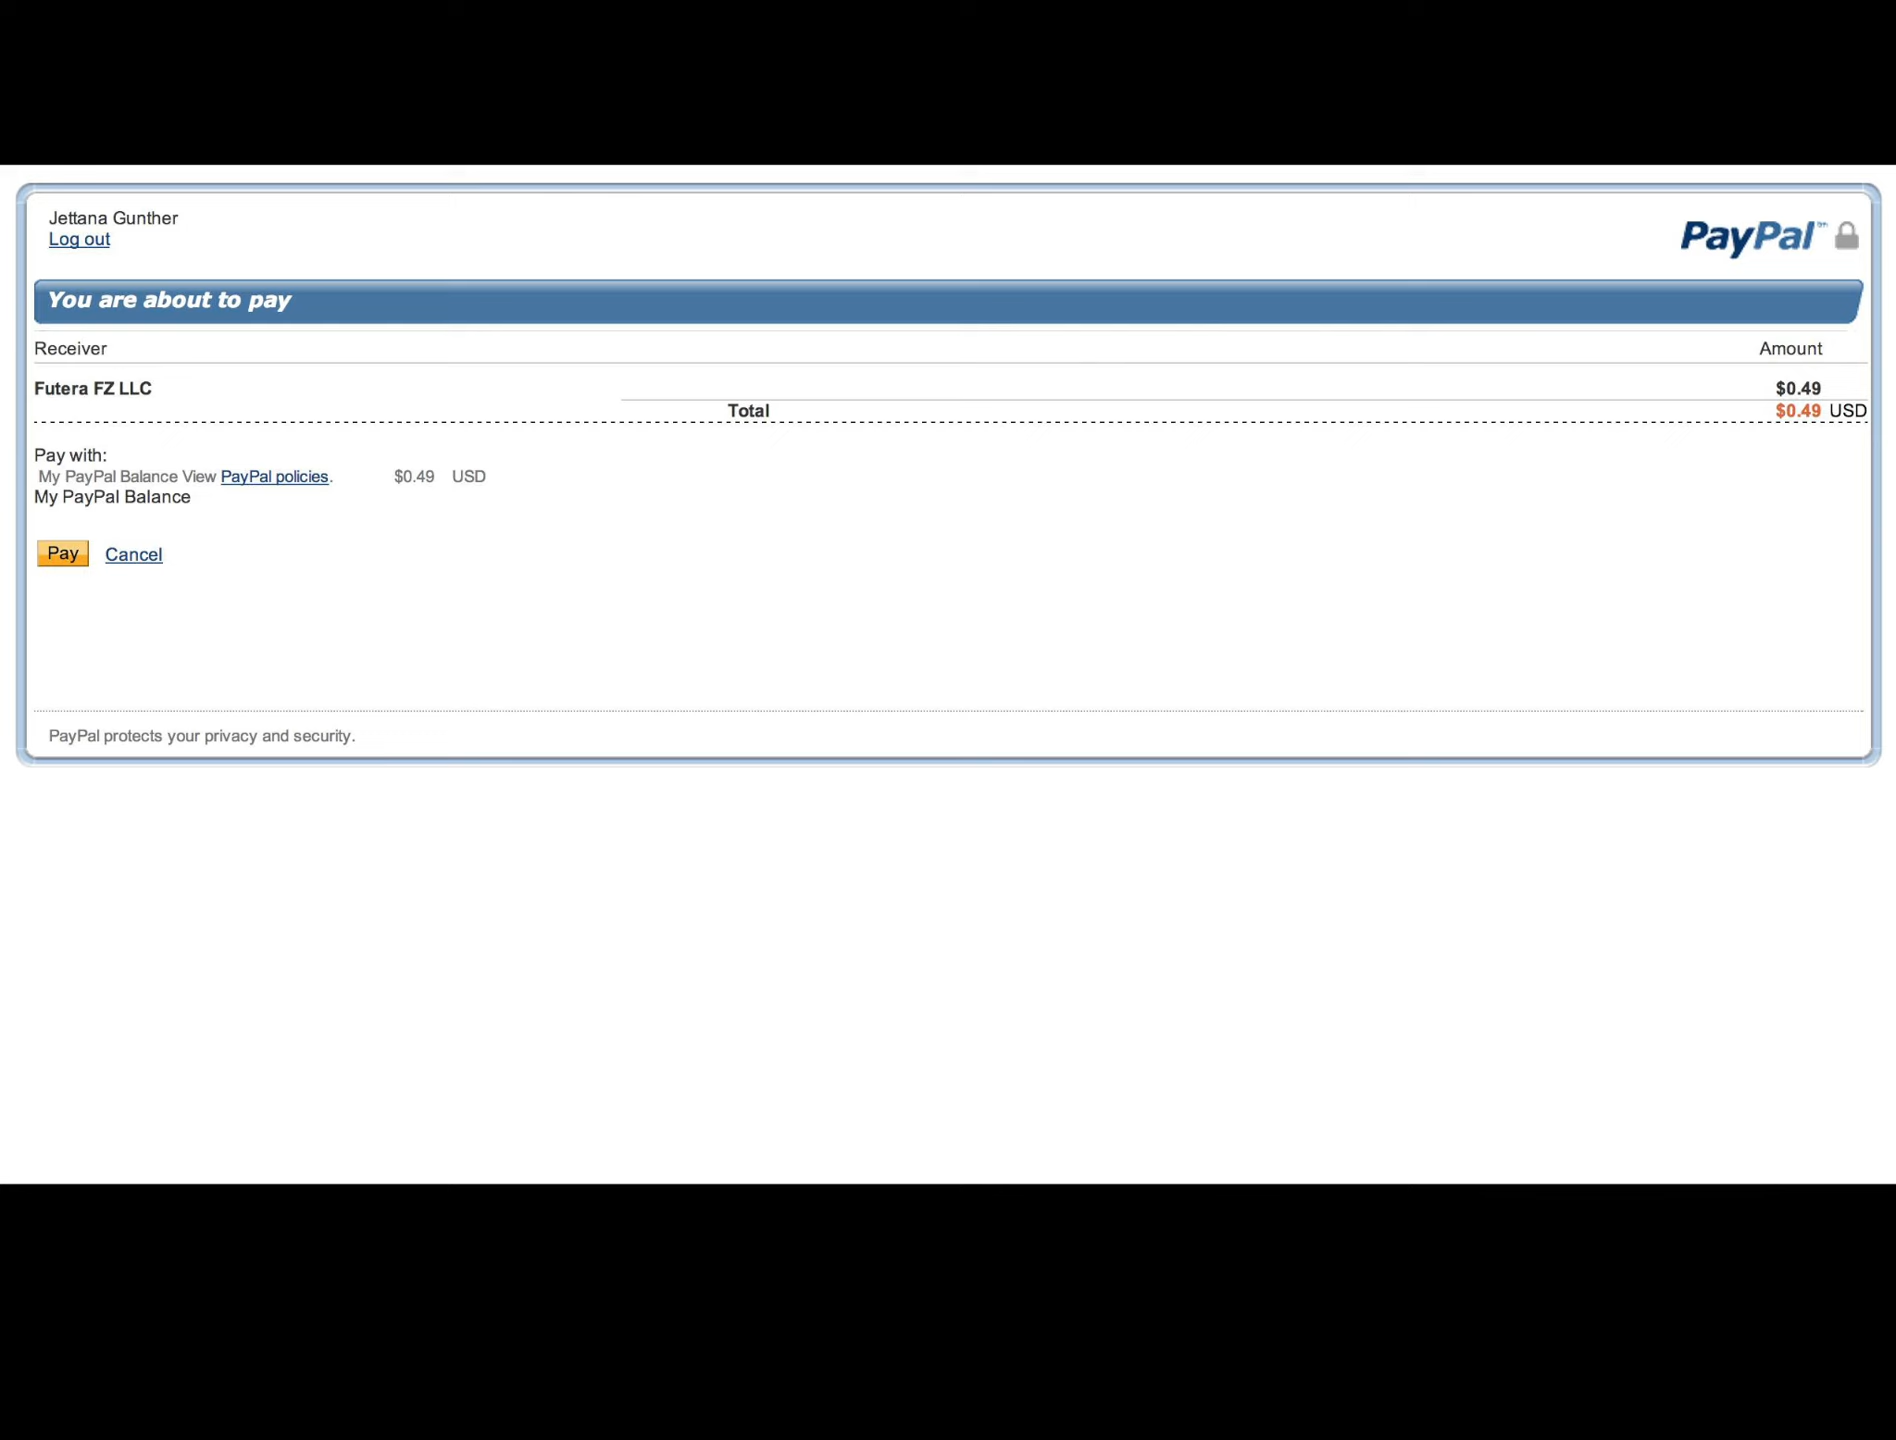 Jettana Gunther
Log out
PayPal™
You are about to pay
Receiver Amount
Futera FZ LLC $0.49
Total $0.49 USD
Pay with:
My PayPal Balance View PayPal policies. $0.49 USD
My PayPal Balance
Pay Cancel
PayPal protects your privacy and security.